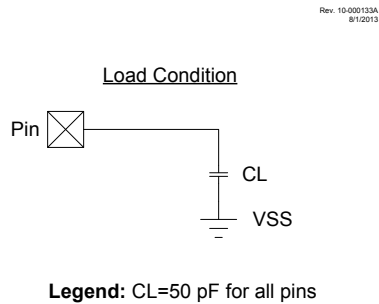 Rev. 10-000133A
8/1/2013
Load Condition
Pin
CL
VSS
Legend: CL=50 pF for all pins